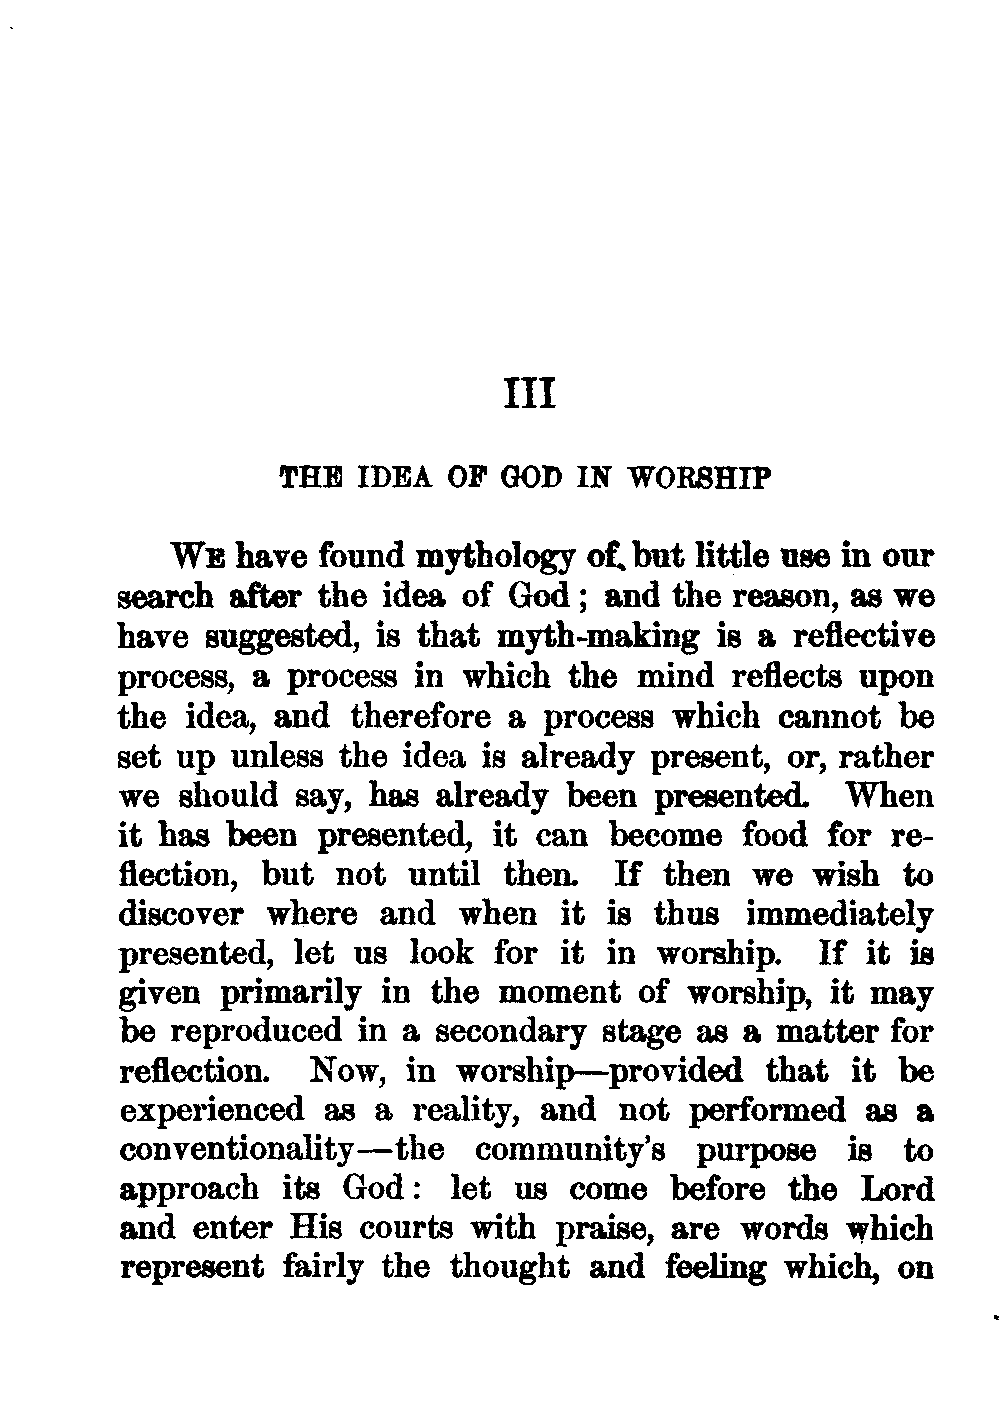 III
THE IDEA OF GOD IN WORSHIP
WE have found mythology of, but little use in our
search after the idea of God ; and the reason, as we
have suggested, is that myth-making is a reflective
process, a process in which the mind reflects upon
the idea, and therefore a process which cannot be
set up unless the idea is already present, or, rather
we should say, has already been presented. When
it has been presented, it can become food for re-
flection, but not until then. If then we wish to
discover where and when it is thus immediately
presented, let us look for it in worship. If it is
given primarily in the moment of worship, it may
be reproduced in a secondary stage as a matter for
reflection. Now, in worship—provided that it be
experienced as a reality, and not performed as a
conventionality—the community's purpose is to
approach its God : let us come before the Lord
and enter His courts with praise, are words which
represent fairly the thought and feeling which, on